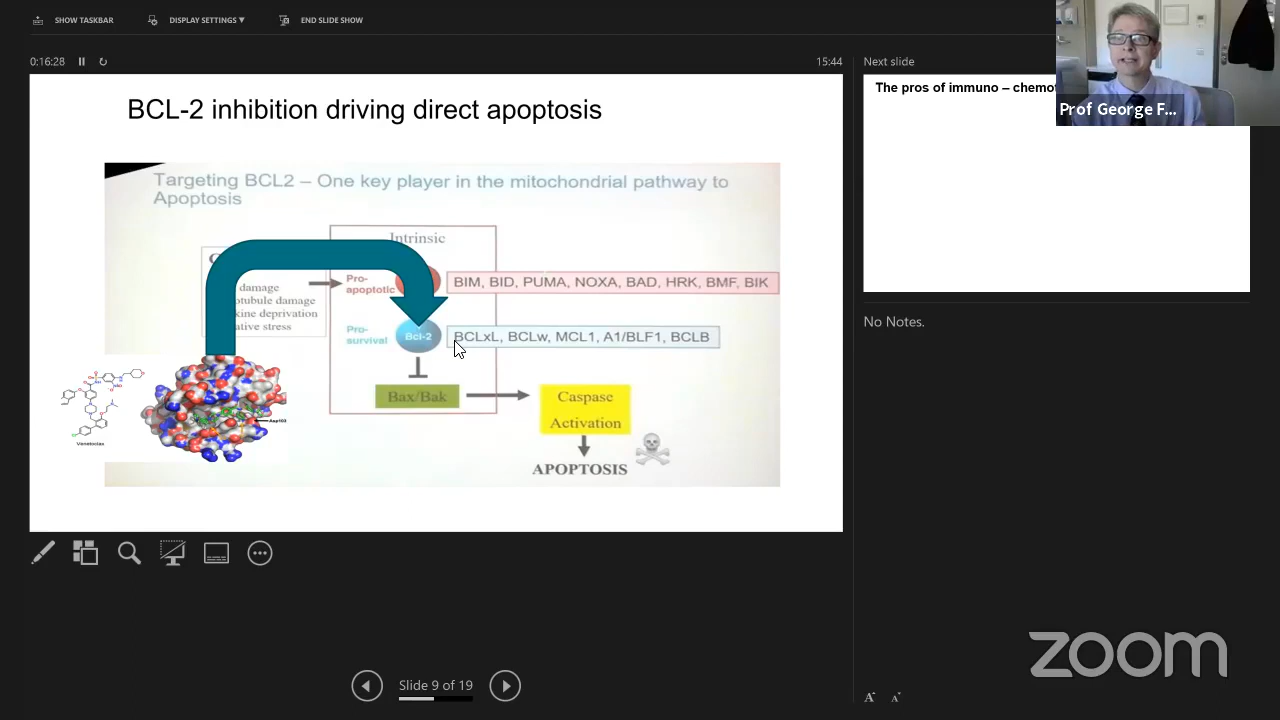 SHOW TASKBAR
DISPLAY SETTINGS ▼
END SLIDE SHOW
0:16:28
15:44
Next slide
BCL-2 inhibition driving direct apoptosis
Targeting BCL2 – One key player in the mitochondrial pathway to
Apoptosis
Intrinsic
damage
Pro-
apoptotic
BIM, BID, PUMA, NOXA, BAD, HRK, BMF, BIK
otubule damage
kine deprivation
ative stress
Pro-
survival
Bcl-2
BCLxL, BCLw, MCL1, A1/BLF1, BCLB
Bax/Bak
Caspase
Activation
APOPTOSIS
Asp103
Venetoclax
The pros of immuno – chemo
Prof George F...
No Notes.
Slide 9 of 19
zoom
A
A